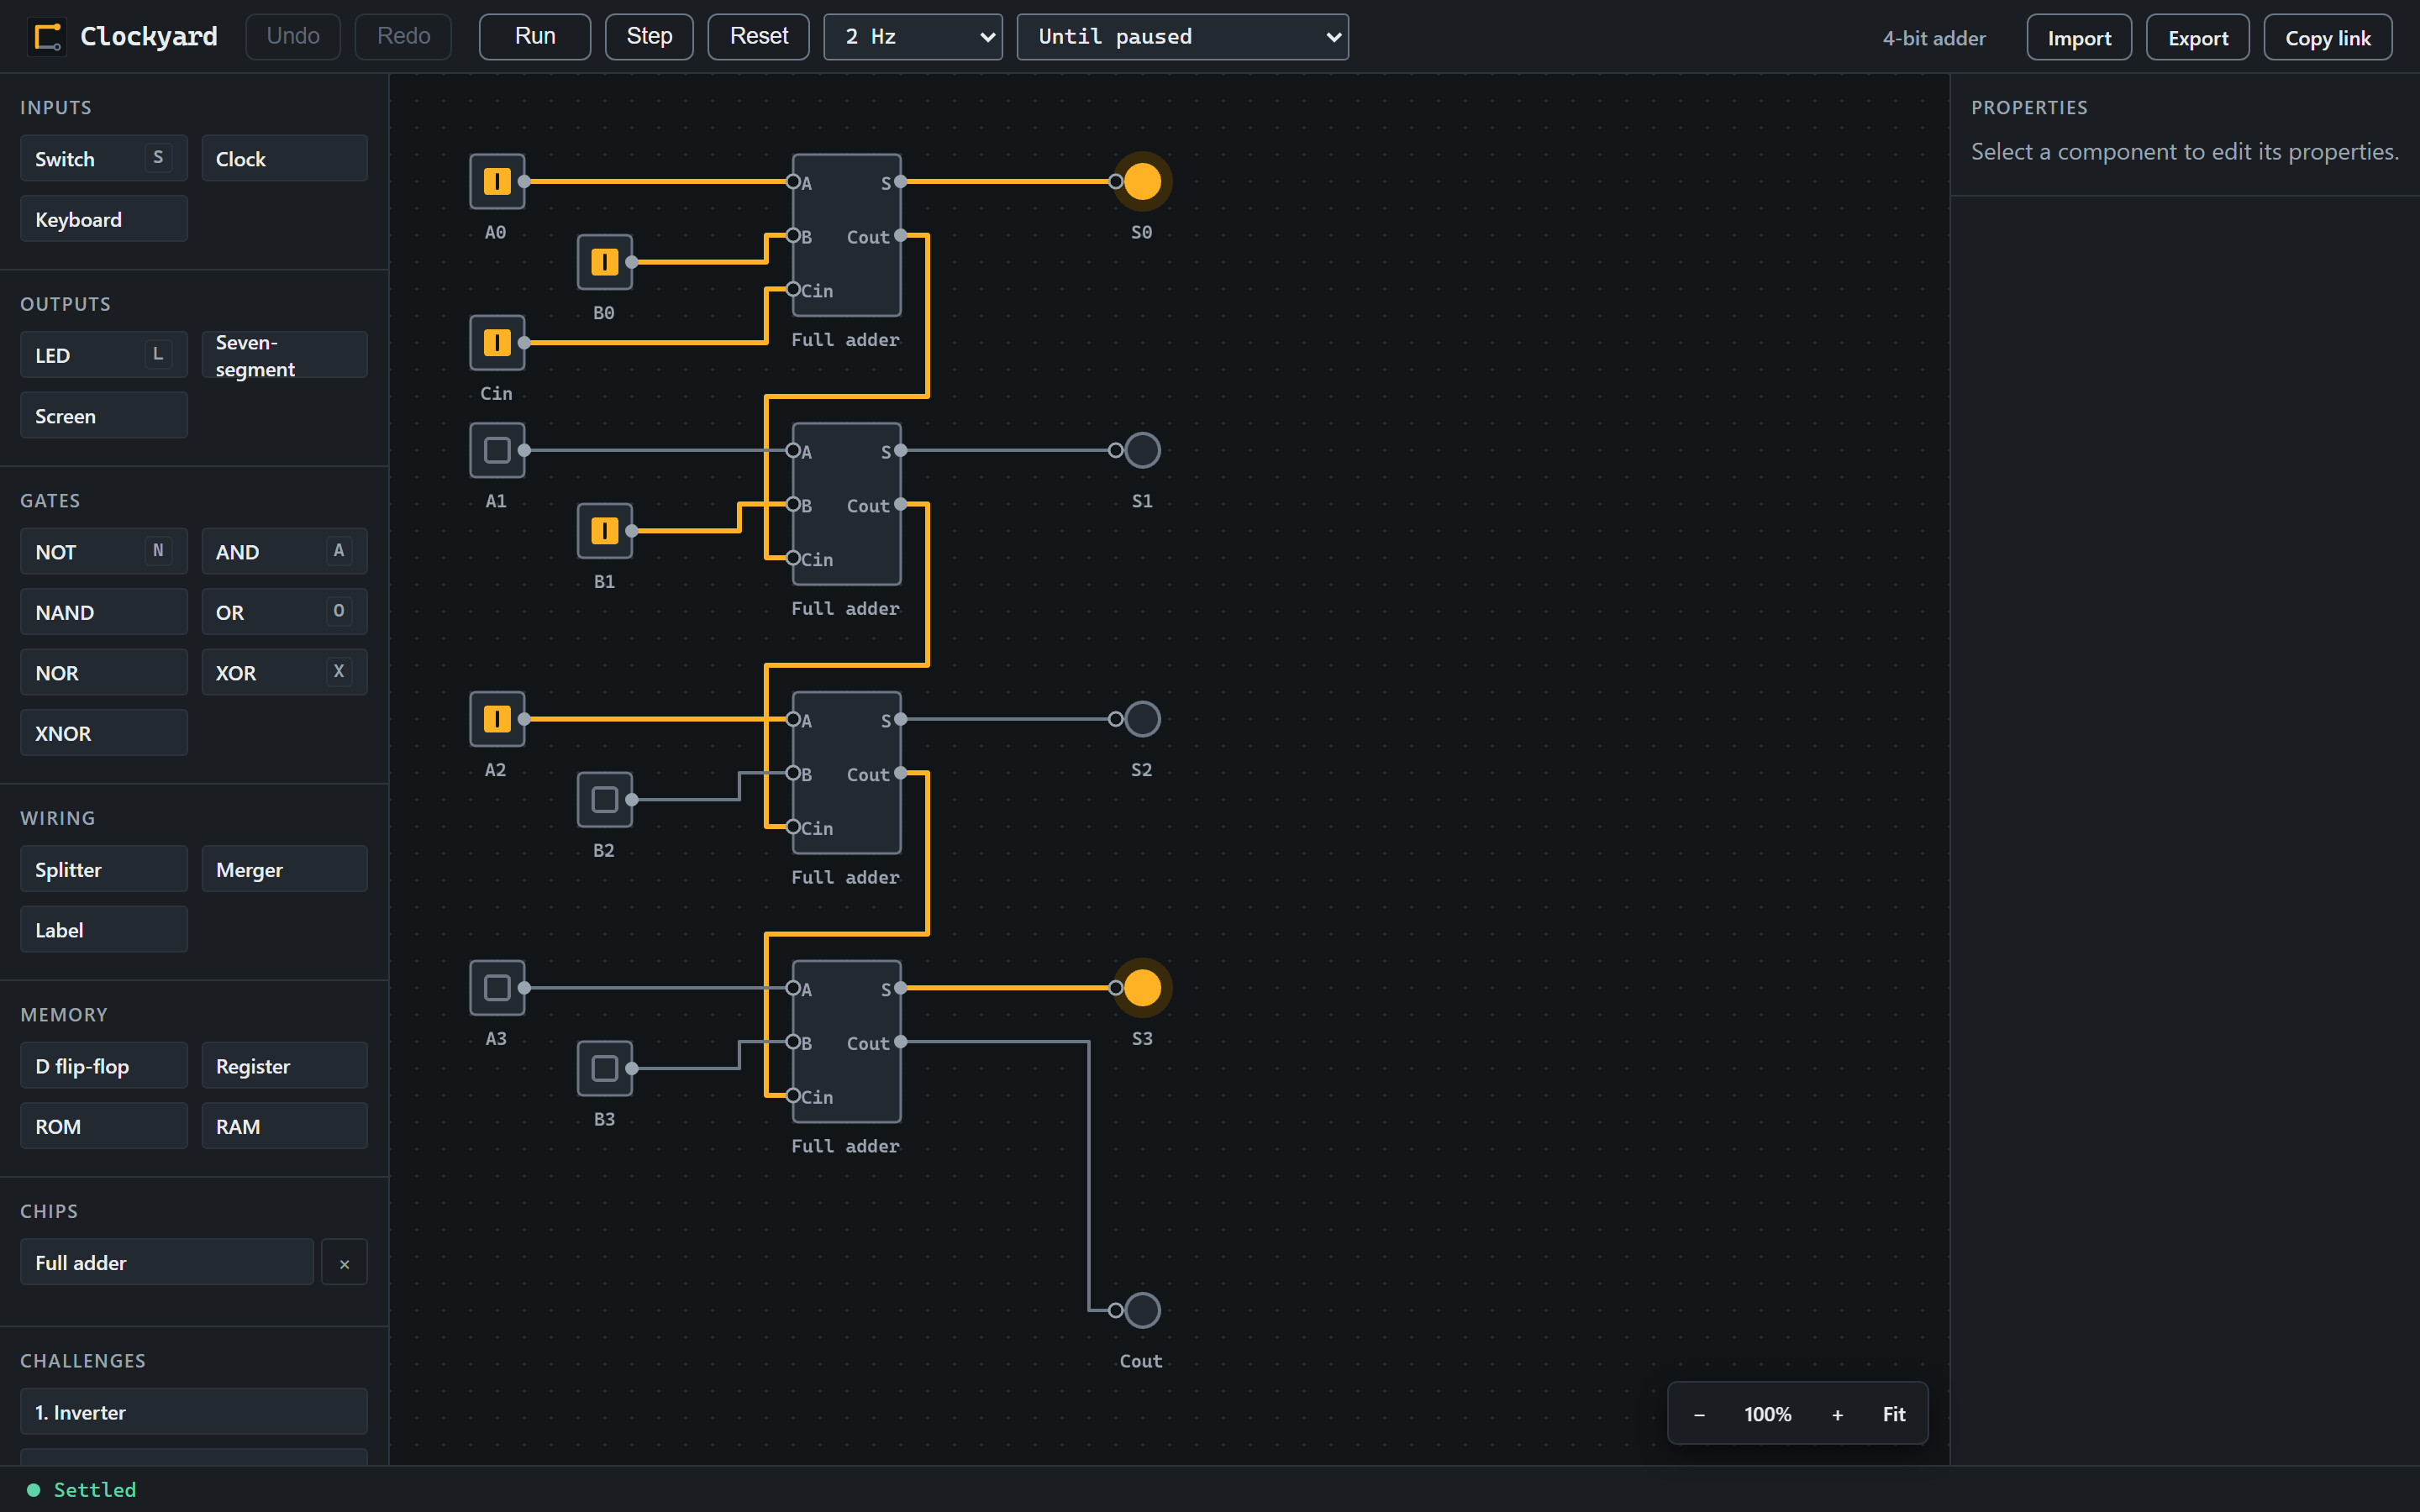 Clockyard
Undo
Redo
Run
Step
Reset
2 Hz
Until paused
4-bit adder
Import
Export
Copy link
INPUTS
Switch S
Clock
Keyboard
OUTPUTS
LED L
Seven-
segment
Screen
GATES
NOT N
AND A
NAND
OR O
NOR
XOR X
XNOR
WIRING
Splitter
Merger
Label
MEMORY
D flip-flop
Register
ROM
RAM
CHIPS
Full adder
×
CHALLENGES
1. Inverter
A0
B0
Cin
A S
B Cout
Cin
Full adder
S0
A1
B1
A S
B Cout
Cin
Full adder
S1
A2
B2
A S
B Cout
Cin
Full adder
S2
A3
B3
A S
B Cout
Cin
Full adder
S3
Cout
− 100% + Fit
PROPERTIES
Select a component to edit its properties.
Settled